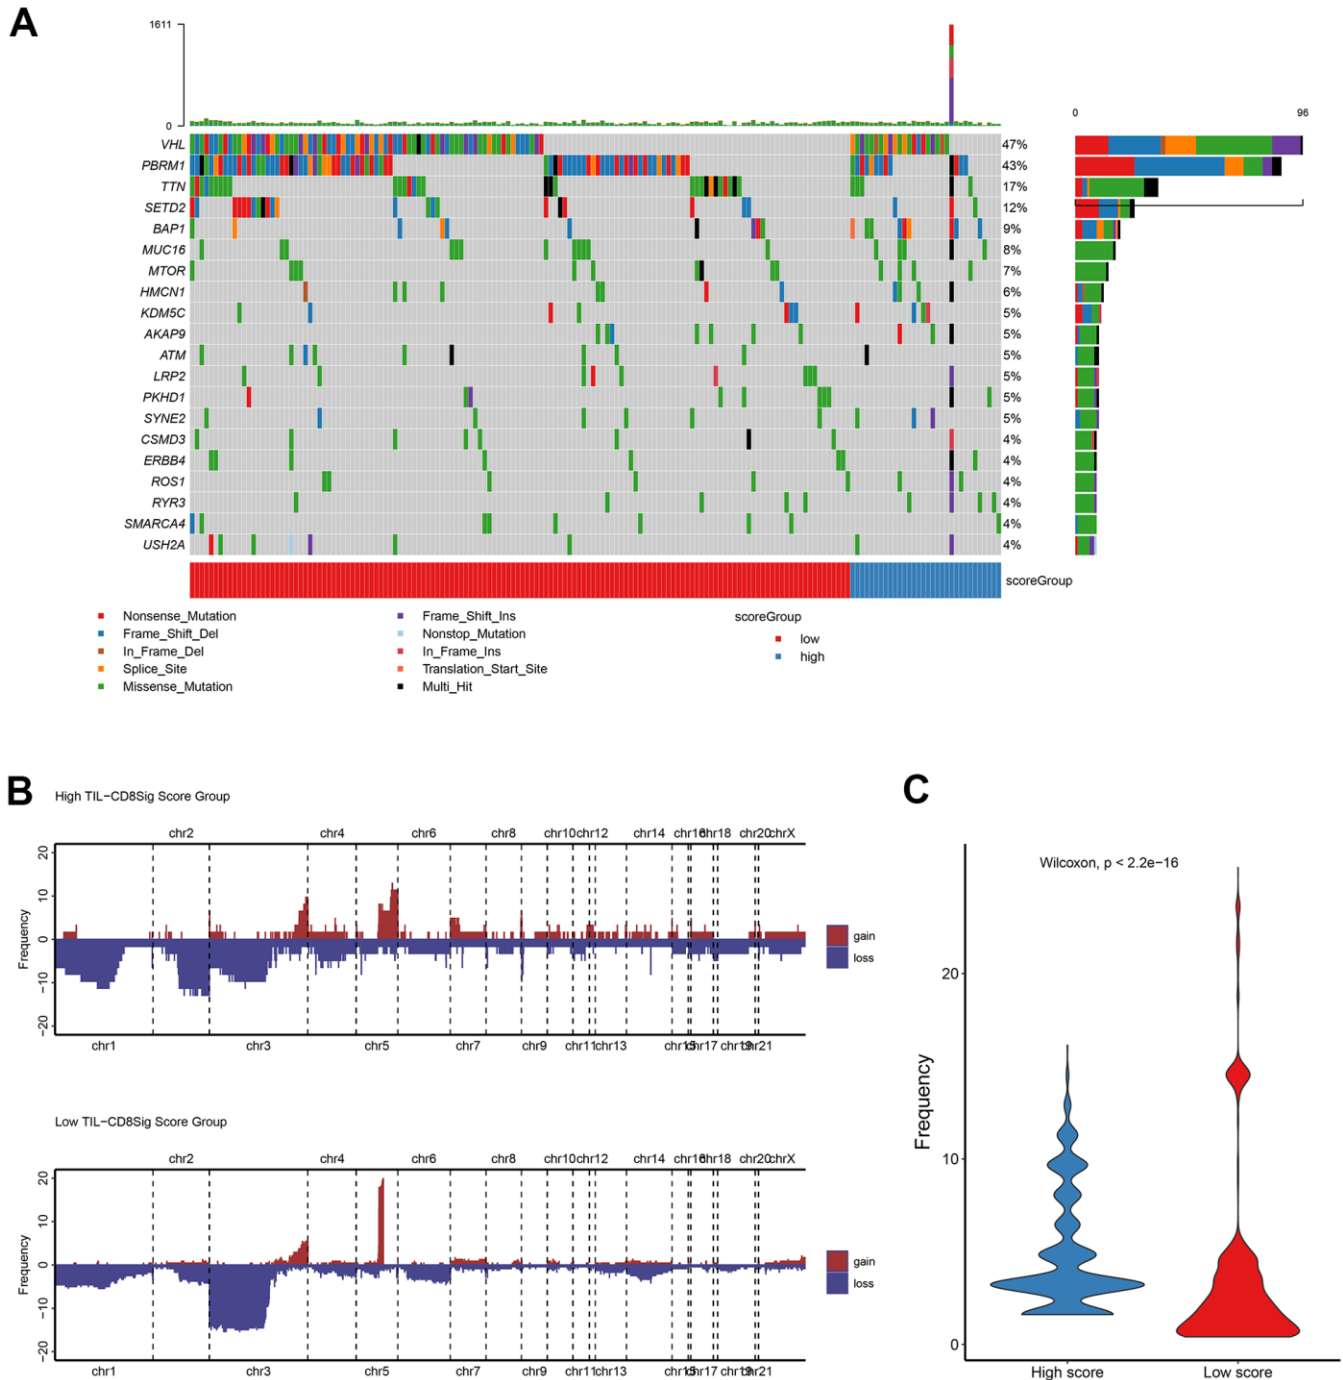 A
1611
0
VHL 47%
PBRM1 43%
TTN 17%
SETD2 12%
BAP1 9%
MUC16 8%
MTOR 7%
HMCN1 6%
KDM5C 5%
AKAP9 5%
ATM 5%
LRP2 5%
PKHD1 5%
SYNE2 5%
CSMD3 4%
ERBB4 4%
ROS1 4%
RYR3 4%
SMARCA4 4%
USH2A 4%
0 96
scoreGroup
Nonsense_Mutation
Frame_Shift_Del
In_Frame_Del
Splice_Site
Missense_Mutation
Frame_Shift_Ins
Nonstop_Mutation
In_Frame_Ins
Translation_Start_Site
Multi_Hit
scoreGroup
low
high
B
High TIL−CD8Sig Score Group
chr2 chr4 chr6 chr8 chr10 chr12 chr14 chr16 chr18 chr20 chrX
20
10
0
−10
−20
Frequency
gain
loss
chr1 chr3 chr5 chr7 chr9 chr11 chr13 chr15 chr17 chr19 chr21
Low TIL−CD8Sig Score Group
chr2 chr4 chr6 chr8 chr10 chr12 chr14 chr16 chr18 chr20 chrX
20
10
0
−10
−20
Frequency
gain
loss
chr1 chr3 chr5 chr7 chr9 chr11 chr13 chr15 chr17 chr19 chr21
C
Wilcoxon, p < 2.2e−16
20
10
0
Frequency
High score Low score